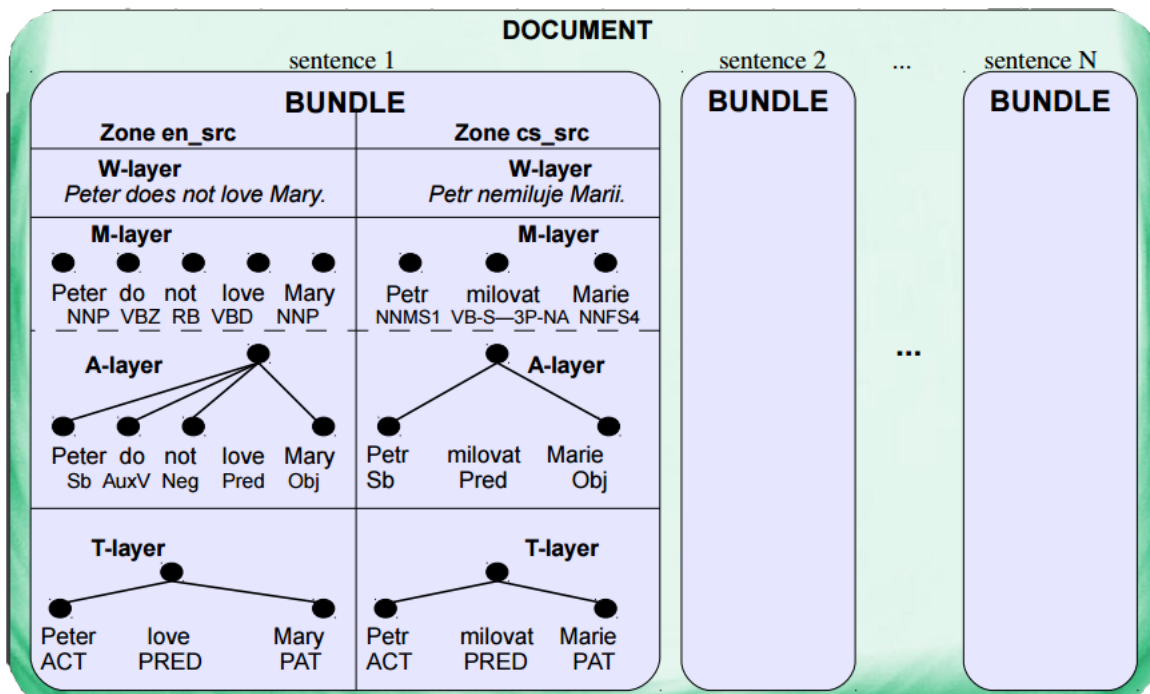 DOCUMENT
sentence 1 sentence 2 ... sentence N
BUNDLE BUNDLE BUNDLE
Zone en_src Zone cs_src
W-layer W-layer
Peter does not love Mary. Petr nemiluje Marii.
M-layer M-layer
Peter do not love Mary Petr milovat Marie
NNP VBZ RB VBD NNP NNMS1 VB-S—3P-NA NNFS4
...
A-layer A-layer
Peter do not love Mary Petr milovat Marie
Sb AuxV Neg Pred Obj Sb Pred Obj
T-layer T-layer
Peter love Mary Petr milovat Marie
ACT PRED PAT ACT PRED PAT